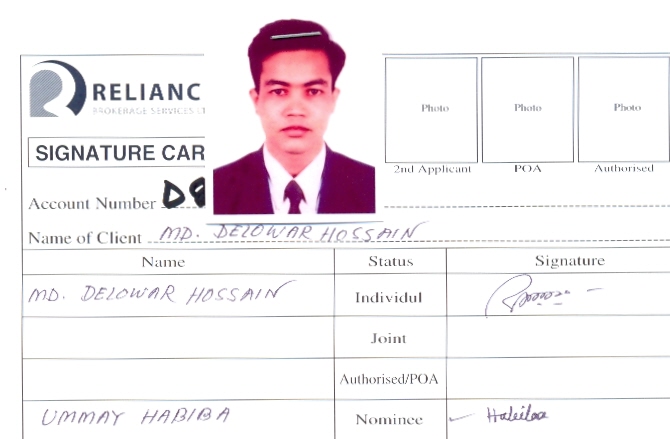 RELIANC
BROKERAGE SERVICES LT
SIGNATURE CAR
Photo
Photo
Photo
2nd Applicant
POA
Authorised
Account Number D9
Name of Client MD. DELOWAR HOSSAIN
Name Status Signature
MD. DELOWAR HOSSAIN Individul
Joint
Authorised/POA
UMMAY HABIBA Nominee Habiba